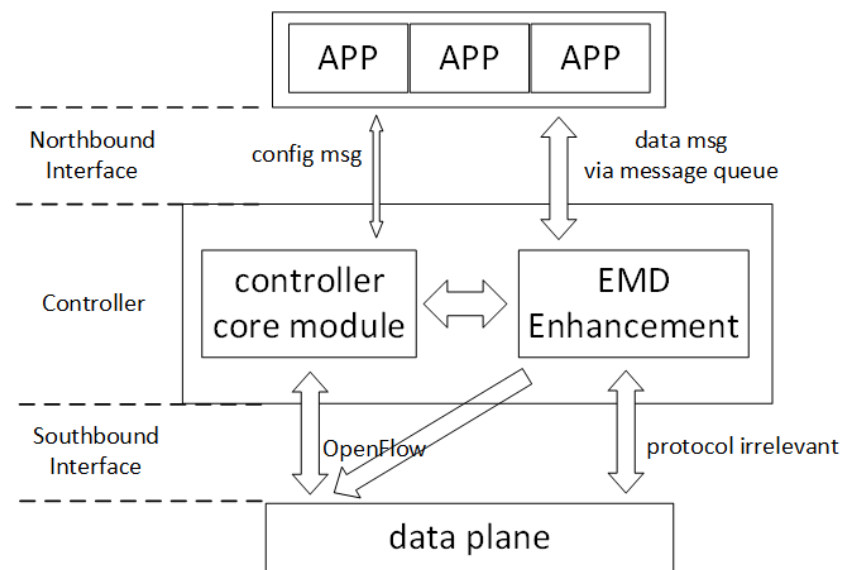 APP APP APP
Northbound
Interface
config msg
data msg
via message queue
Controller
controller
core module
EMD
Enhancement
Southbound
Interface
OpenFlow
protocol irrelevant
data plane